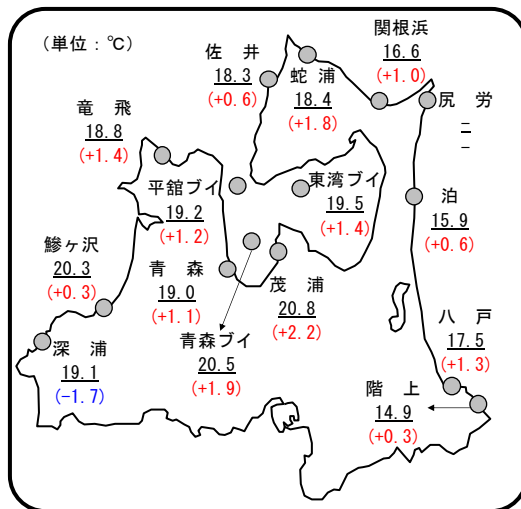 (単位：℃)
関根浜
16.6
(+1.0)
佐　井
18.3
(+0.6)
蛇　浦
18.4
(+1.8)
尻　労
－
－
竜　飛
18.8
(+1.4)
平舘ブイ
19.2
(+1.2)
東湾ブイ
19.5
(+1.4)
泊
15.9
(+0.6)
鰺ヶ沢
20.3
(+0.3)
青　森
19.0
(+1.1)
茂　浦
20.8
(+2.2)
青森ブイ
20.5
(+1.9)
八　戸
17.5
(+1.3)
深　浦
19.1
(-1.7)
階　上
14.9
(+0.3)